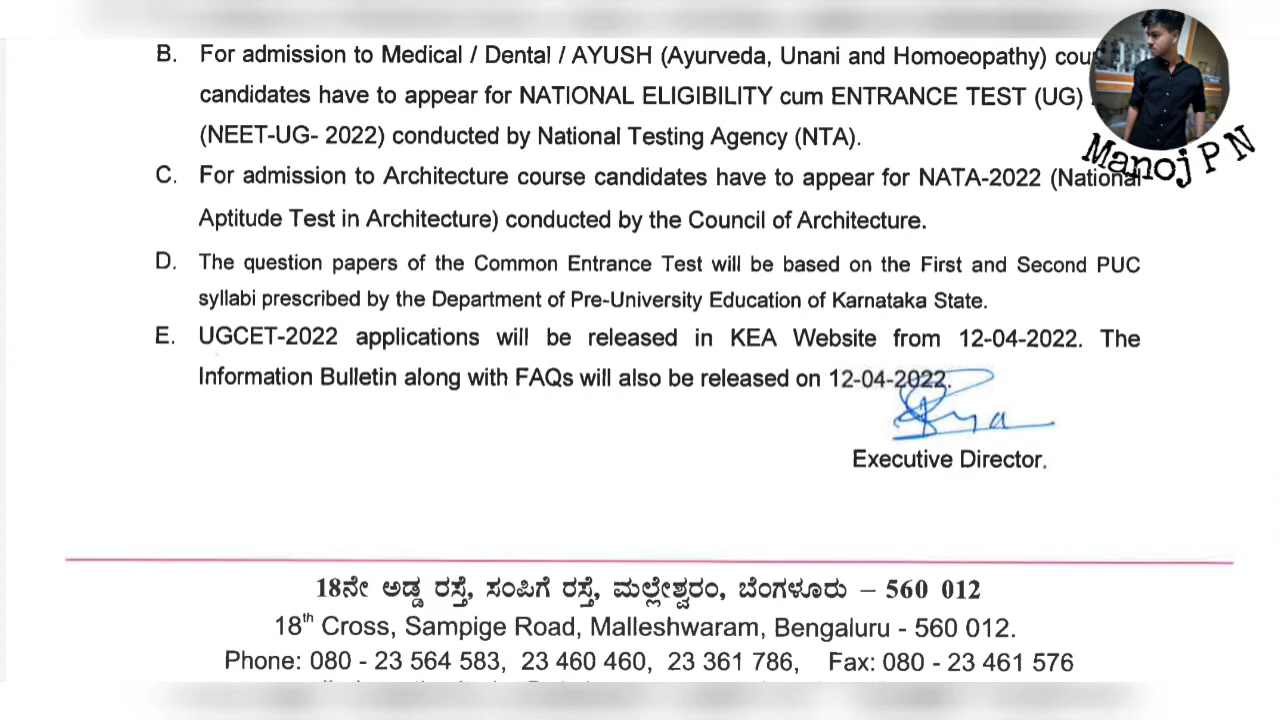 B. For admission to Medical / Dental / AYUSH (Ayurveda, Unani and Homoeopathy)
candidates have to appear for NATIONAL ELIGIBILITY cum ENTRANCE TEST (UG)
(NEET-UG- 2022) conducted by National Testing Agency (NTA).
C. For admission to Architecture course candidates have to appear for NATA-2022 (National
Aptitude Test in Architecture) conducted by the Council of Architecture.
D. The question papers of the Common Entrance Test will be based on the First and Second PUC
syllabi prescribed by the Department of Pre-University Education of Karnataka State.
E. UGCET-2022 applications will be released in KEA Website from 12-04-2022. The
Information Bulletin along with FAQs will also be released on 12-04-2022.
Executive Director.
18ನೇ ಅಡ್ಡ ರಸ್ತೆ, ಸಂಪಿಗೆ ರಸ್ತೆ, ಮಲ್ಲೇಶ್ವರಂ, ಬೆಂಗಳೂರು – 560 012
18th Cross, Sampige Road, Malleshwaram, Bengaluru - 560 012.
Phone: 080 - 23 564 583, 23 460 460, 23 361 786, Fax: 080 - 23 461 576
Manoj P N